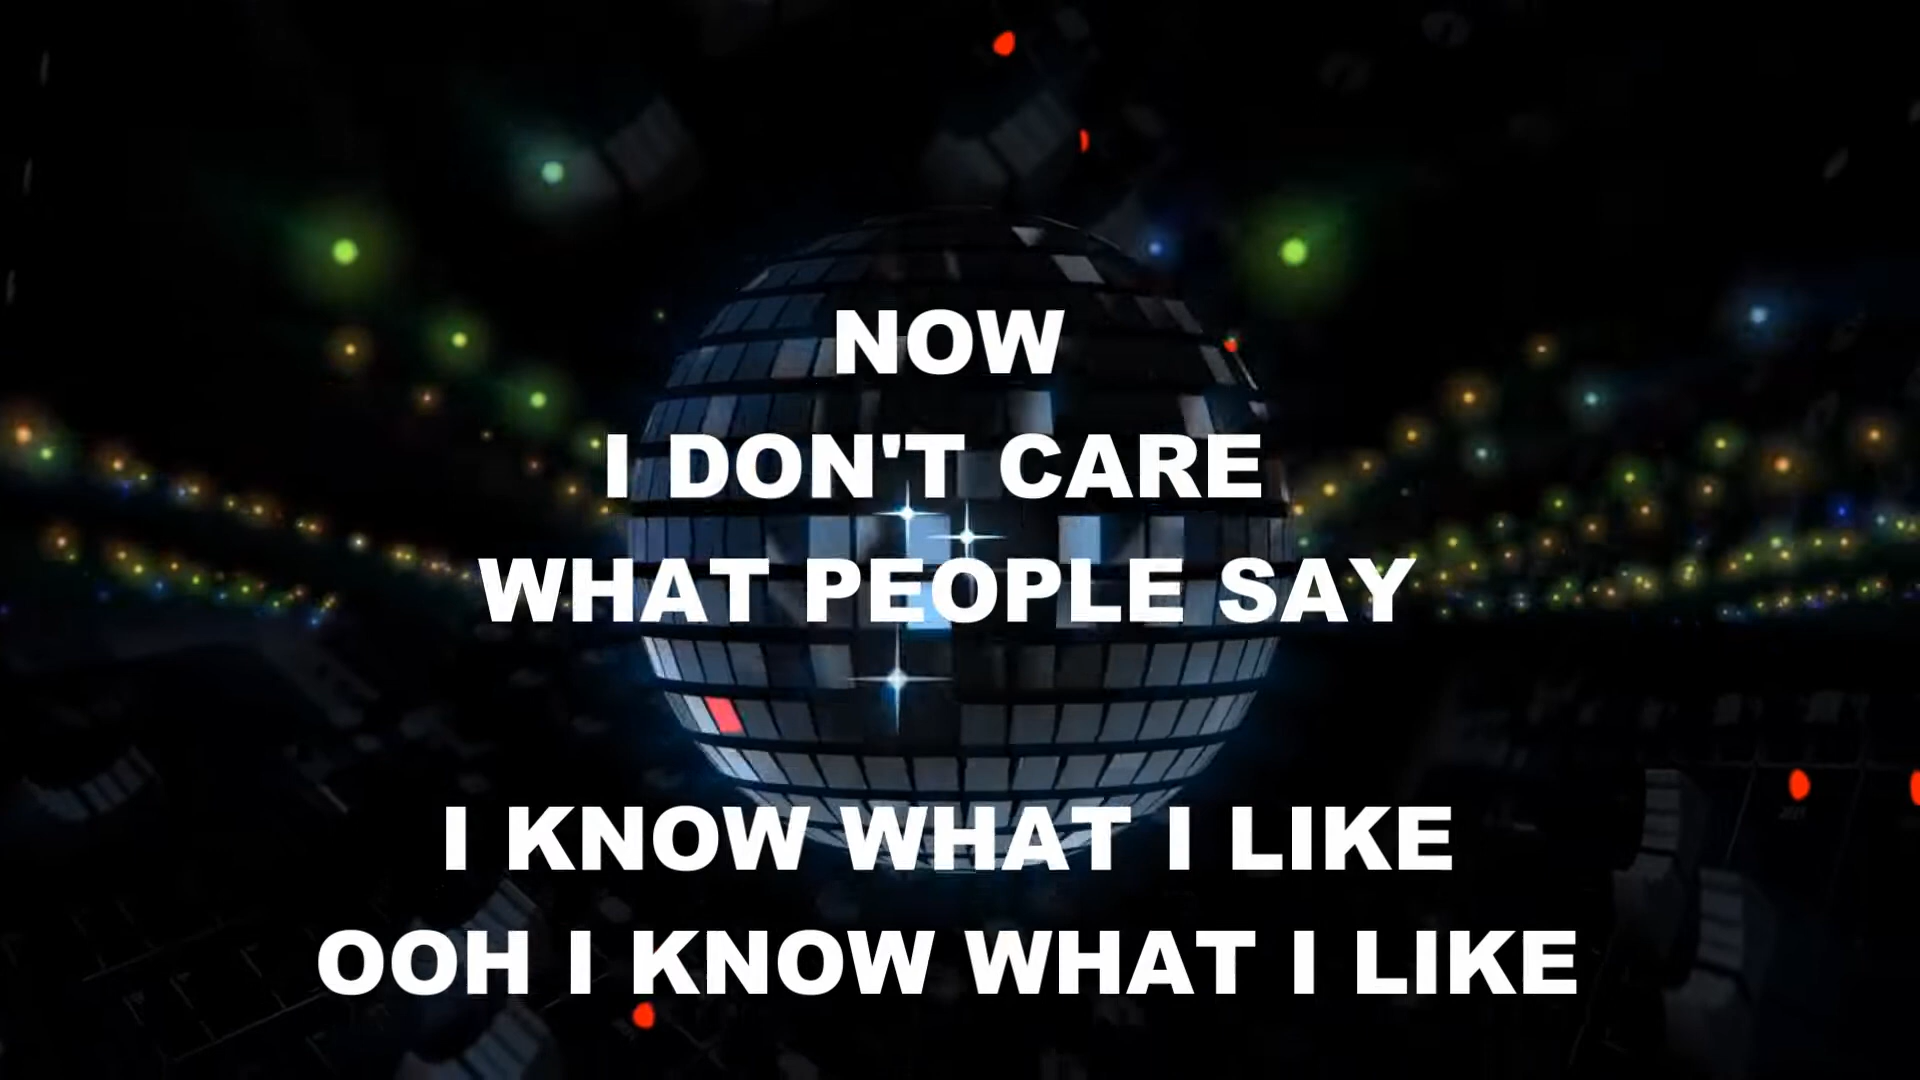 NOW
I DON'T CARE
WHAT PEOPLE SAY
I KNOW WHAT I LIKE
OOH I KNOW WHAT I LIKE